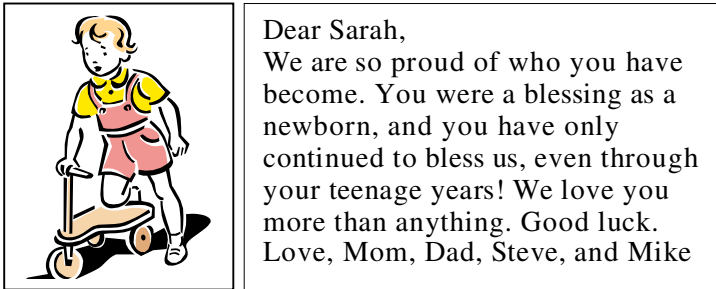 Dear Sarah,
We are so proud of who you have
become. You were a blessing as a
newborn, and you have only
continued to bless us, even through
your teenage years! We love you
more than anything. Good luck.
Love, Mom, Dad, Steve, and Mike